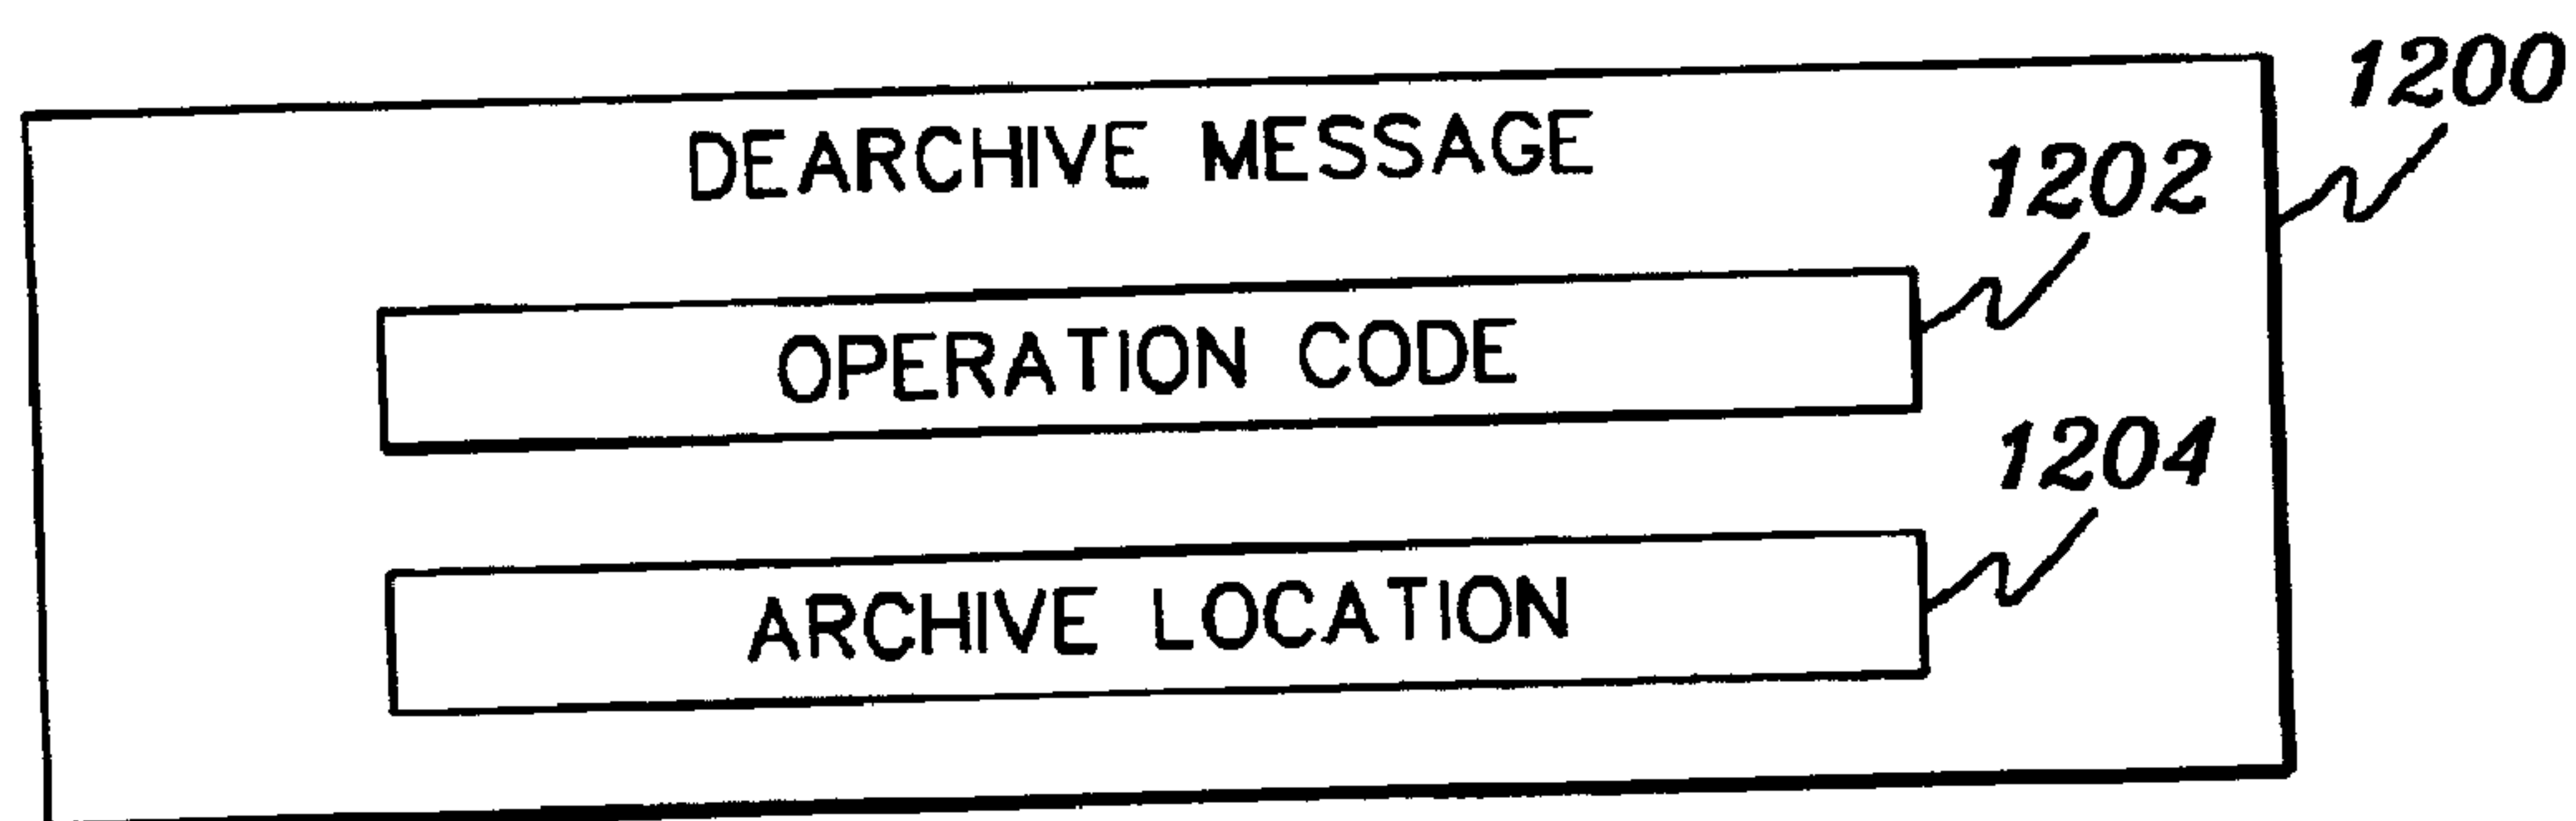 1200
DEARCHIVE MESSAGE
1202
OPERATION CODE
1204
ARCHIVE LOCATION